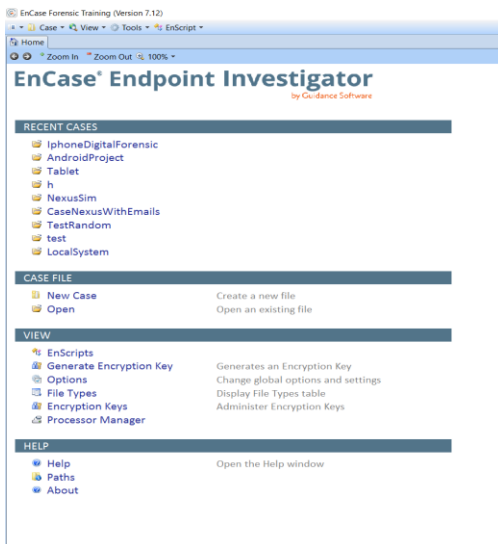 EnCase Forensic Training (Version 7.12)
Case View Tools EnScript
Home
Zoom In Zoom Out 100%
EnCase® Endpoint Investigator
by Guidance Software
RECENT CASES
IphoneDigitalForensic
AndroidProject
Tablet
h
NexusSim
CaseNexusWithEmails
TestRandom
test
LocalSystem
CASE FILE
New Case Create a new file
Open Open an existing file
VIEW
EnScripts
Generate Encryption Key Generates an Encryption Key
Options Change global options and settings
File Types Display File Types table
Encryption Keys Administer Encryption Keys
Processor Manager
HELP
Help Open the Help window
Paths
About